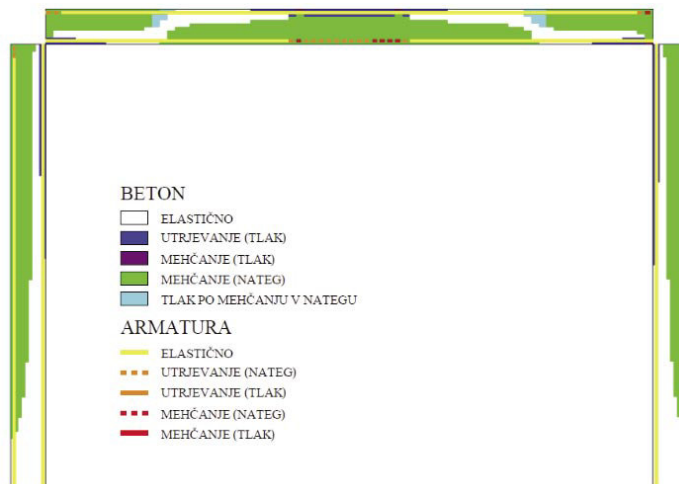 BETON
ELASTIČNO
UTRJEVANJE (TLAK)
MEHČANJE (TLAK)
MEHČANJE (NATEG)
TLAK PO MEHČANJU V NATEGU
ARMATURA
ELASTIČNO
UTRJEVANJE (NATEG)
UTRJEVANJE (TLAK)
MEHČANJE (NATEG)
MEHČANJE (TLAK)